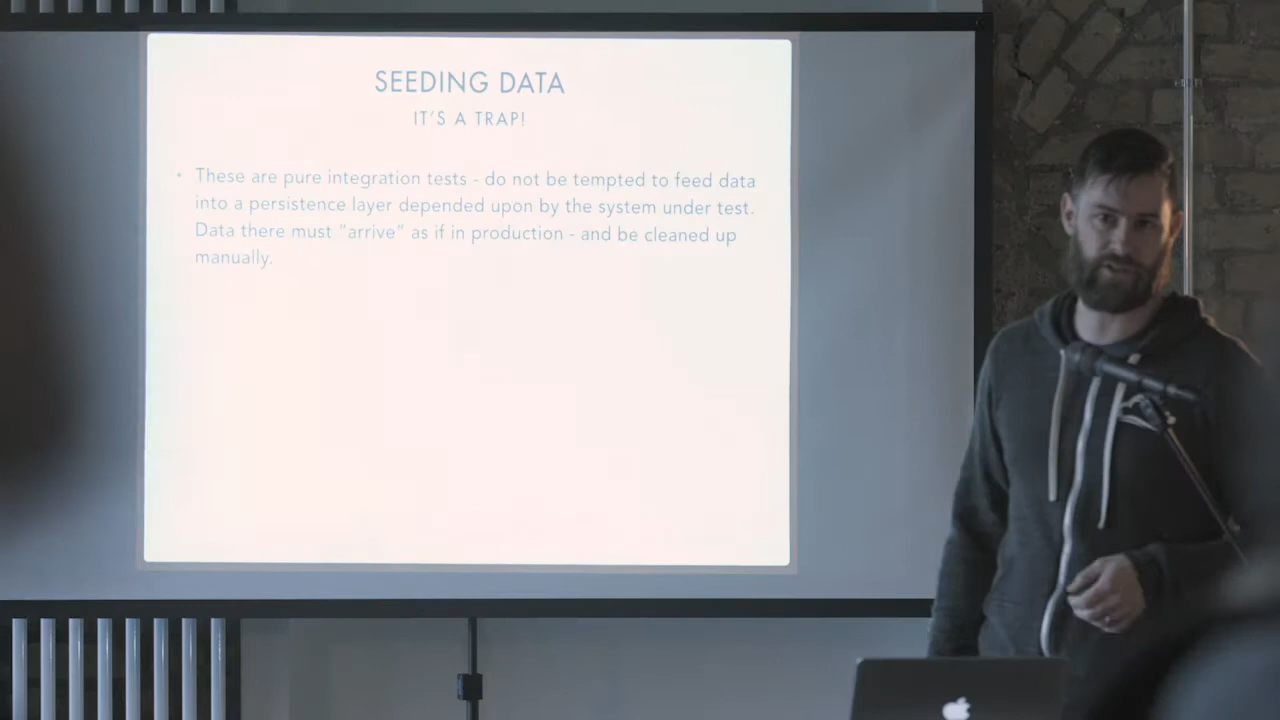 SEEDING DATA
IT'S A TRAP!
• These are pure integration tests - do not be tempted to feed data
into a persistence layer depended upon by the system under test.
Data there must “arrive” as if in production - and be cleaned up
manually.